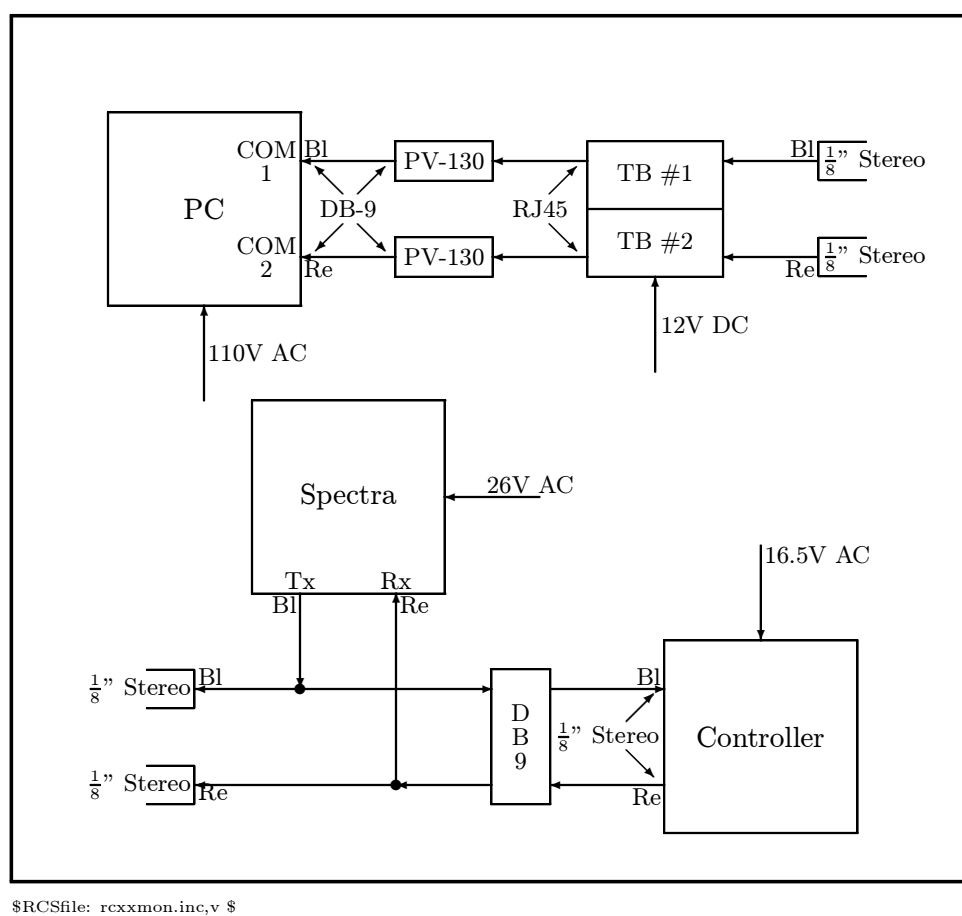 COM Bl
1
PV-130
TB #1
Bl 1/8” Stereo
PC
DB-9
RJ45
COM
2 Re
PV-130
TB #2
Re 1/8” Stereo
110V AC
12V DC
Spectra
26V AC
Tx
Bl
Rx
Re
16.5V AC
1/8” Stereo Bl
D
B
9
Bl
1/8” Stereo
Controller
1/8” Stereo Re
Re
$RCSfile: rcxxmon.inc,v $